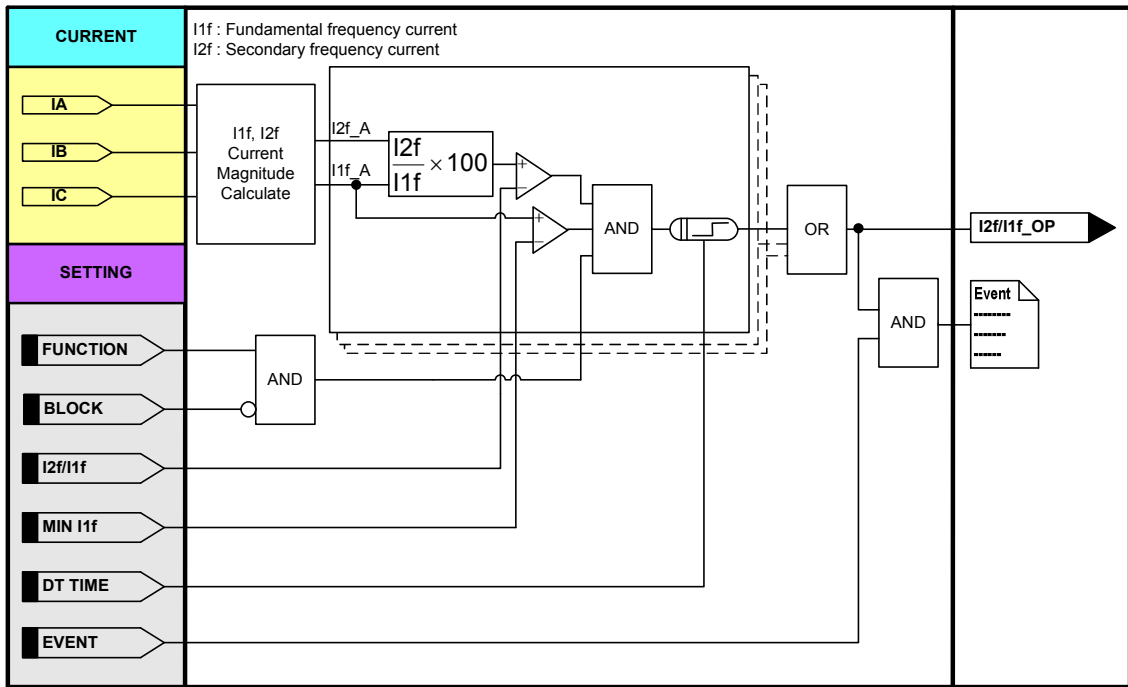 CURRENT
I1f : Fundamental frequency current
I2f : Secondary frequency current
IA
IB
IC
I1f, I2f
Current
Magnitude
Calculate
I2f_A
I1f_A
I2f
I1f
× 100
+
−
+
−
AND
OR
I2f/I1f_OP
SETTING
Event
AND
FUNCTION
AND
BLOCK
I2f/I1f
MIN I1f
DT TIME
EVENT